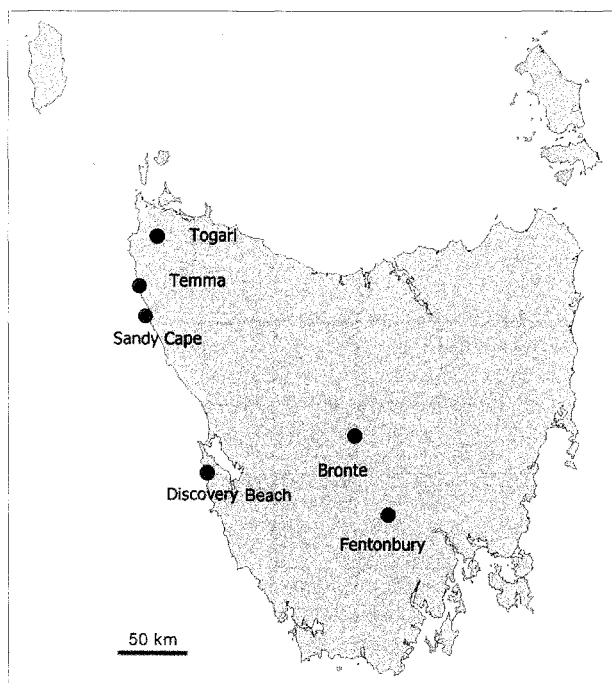 Togari
Temma
Sandy Cape
Bronte
Discovery Beach
Fentonbury
50 km